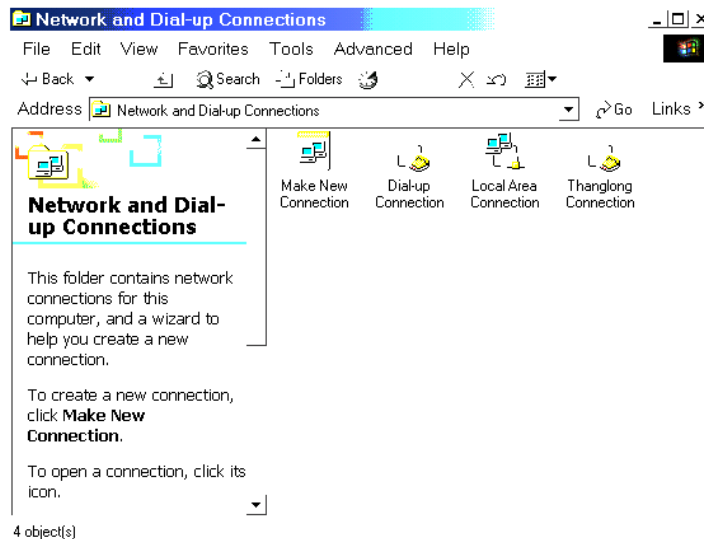 Network and Dial-up Connections
File Edit View Favorites Tools Advanced Help
Back Search Folders
Address Network and Dial-up Connections Go Links »
Make New Connection
Dial-up Connection
Local Area Connection
Thanglong Connection
Network and Dial-
up Connections
This folder contains network
connections for this
computer, and a wizard to
help you create a new
connection.
To create a new connection,
click Make New
Connection.
To open a connection, click its
icon.
4 object(s)